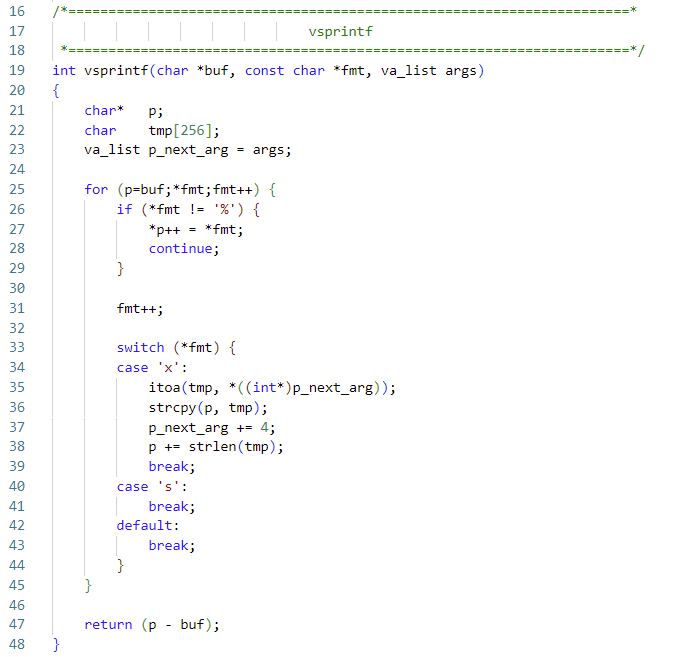 16 /*======================================================================*
17                                 vsprintf
18  *======================================================================*/
19 int vsprintf(char *buf, const char *fmt, va_list args)
20 {
21     char*   p;
22     char    tmp[256];
23     va_list p_next_arg = args;
24
25     for (p=buf;*fmt;fmt++) {
26         if (*fmt != '%') {
27             *p++ = *fmt;
28             continue;
29         }
30
31         fmt++;
32
33         switch (*fmt) {
34         case 'x':
35             itoa(tmp, *((int*)p_next_arg));
36             strcpy(p, tmp);
37             p_next_arg += 4;
38             p += strlen(tmp);
39             break;
40         case 's':
41             break;
42         default:
43             break;
44         }
45     }
46
47     return (p - buf);
48 }